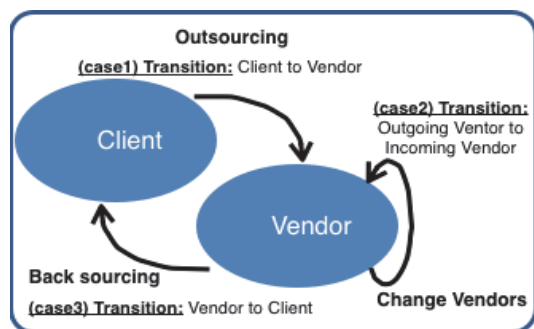 Outsourcing
(case1) Transition: Client to Vendor
(case2) Transition:
Outgoing Ventor to
Incoming Vendor
Client
Vendor
Back sourcing
(case3) Transition: Vendor to Client
Change Vendors